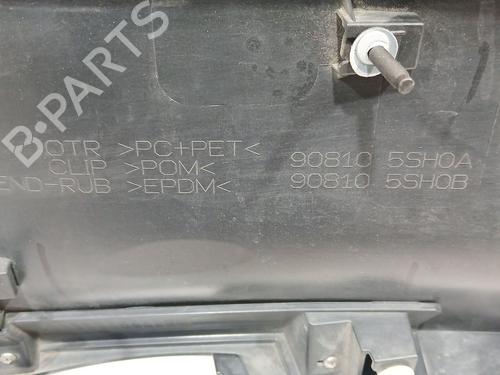 B-PARTS
OTR >PC+PET< 90810 5SH0A
CLIP >POM< 90810 5SH0B
END-RUB >EPDM<